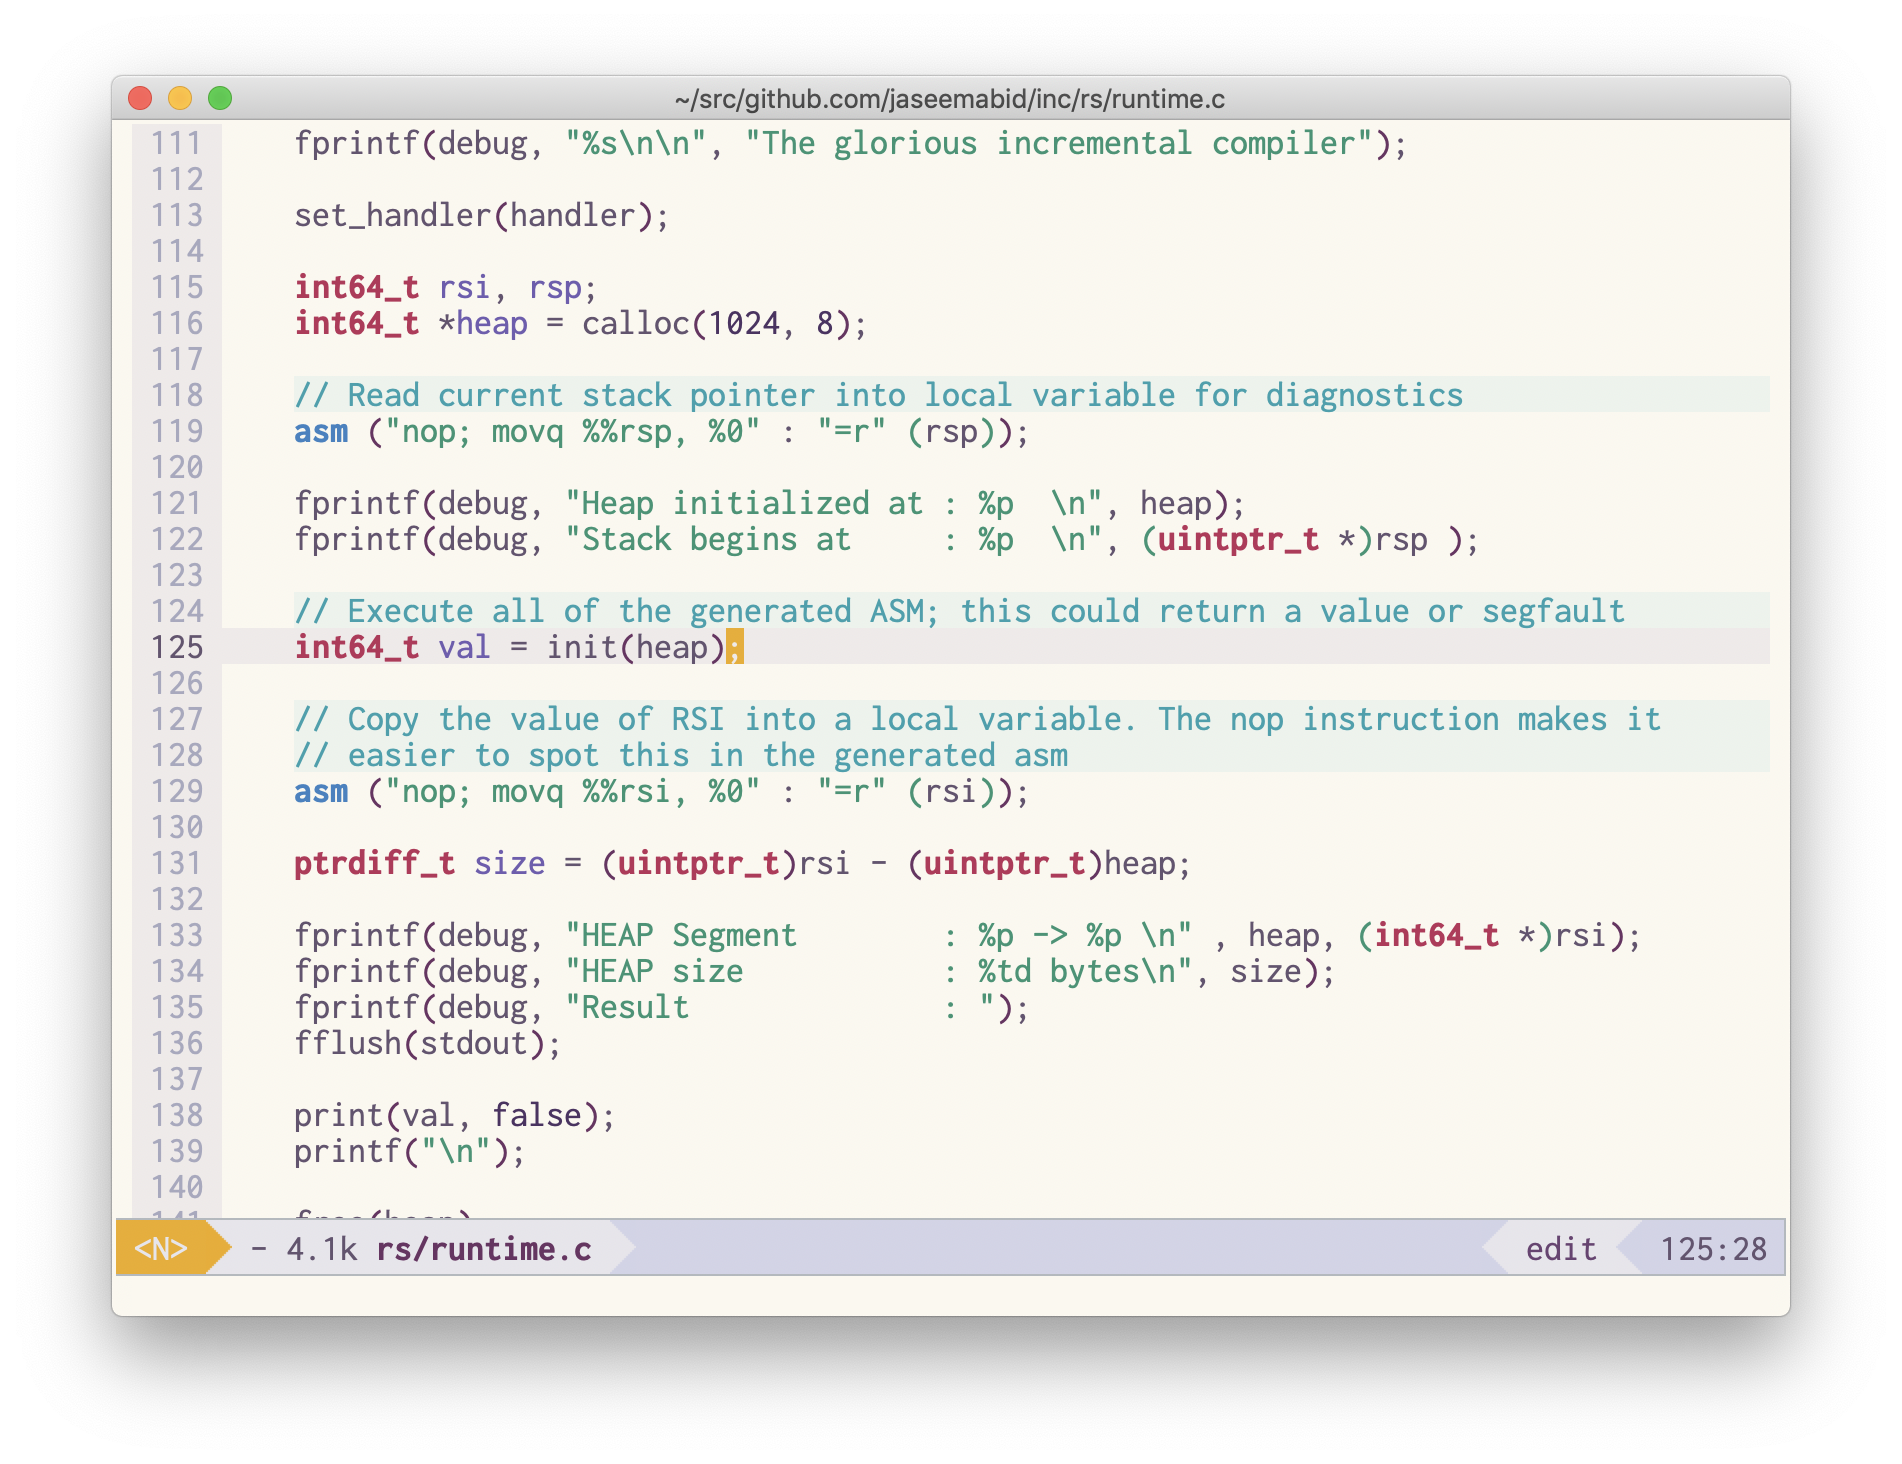 ~/src/github.com/jaseemabid/inc/rs/runtime.c
111 fprintf(debug, "%s\n\n", "The glorious incremental compiler");
112
113 set_handler(handler);
114
115 int64_t rsi, rsp;
116 int64_t *heap = calloc(1024, 8);
117
118 // Read current stack pointer into local variable for diagnostics
119 asm ("nop; movq %%rsp, %0" : "=r" (rsp));
120
121 fprintf(debug, "Heap initialized at : %p  \n", heap);
122 fprintf(debug, "Stack begins at     : %p  \n", (uintptr_t *)rsp );
123
124 // Execute all of the generated ASM; this could return a value or segfault
125 int64_t val = init(heap);
126
127 // Copy the value of RSI into a local variable. The nop instruction makes it
128 // easier to spot this in the generated asm
129 asm ("nop; movq %%rsi, %0" : "=r" (rsi));
130
131 ptrdiff_t size = (uintptr_t)rsi - (uintptr_t)heap;
132
133 fprintf(debug, "HEAP Segment        : %p -> %p \n" , heap, (int64_t *)rsi);
134 fprintf(debug, "HEAP size           : %td bytes\n", size);
135 fprintf(debug, "Result              : ");
136 fflush(stdout);
137
138 print(val, false);
139 printf("\n");
140
<N> - 4.1k rs/runtime.c edit 125:28